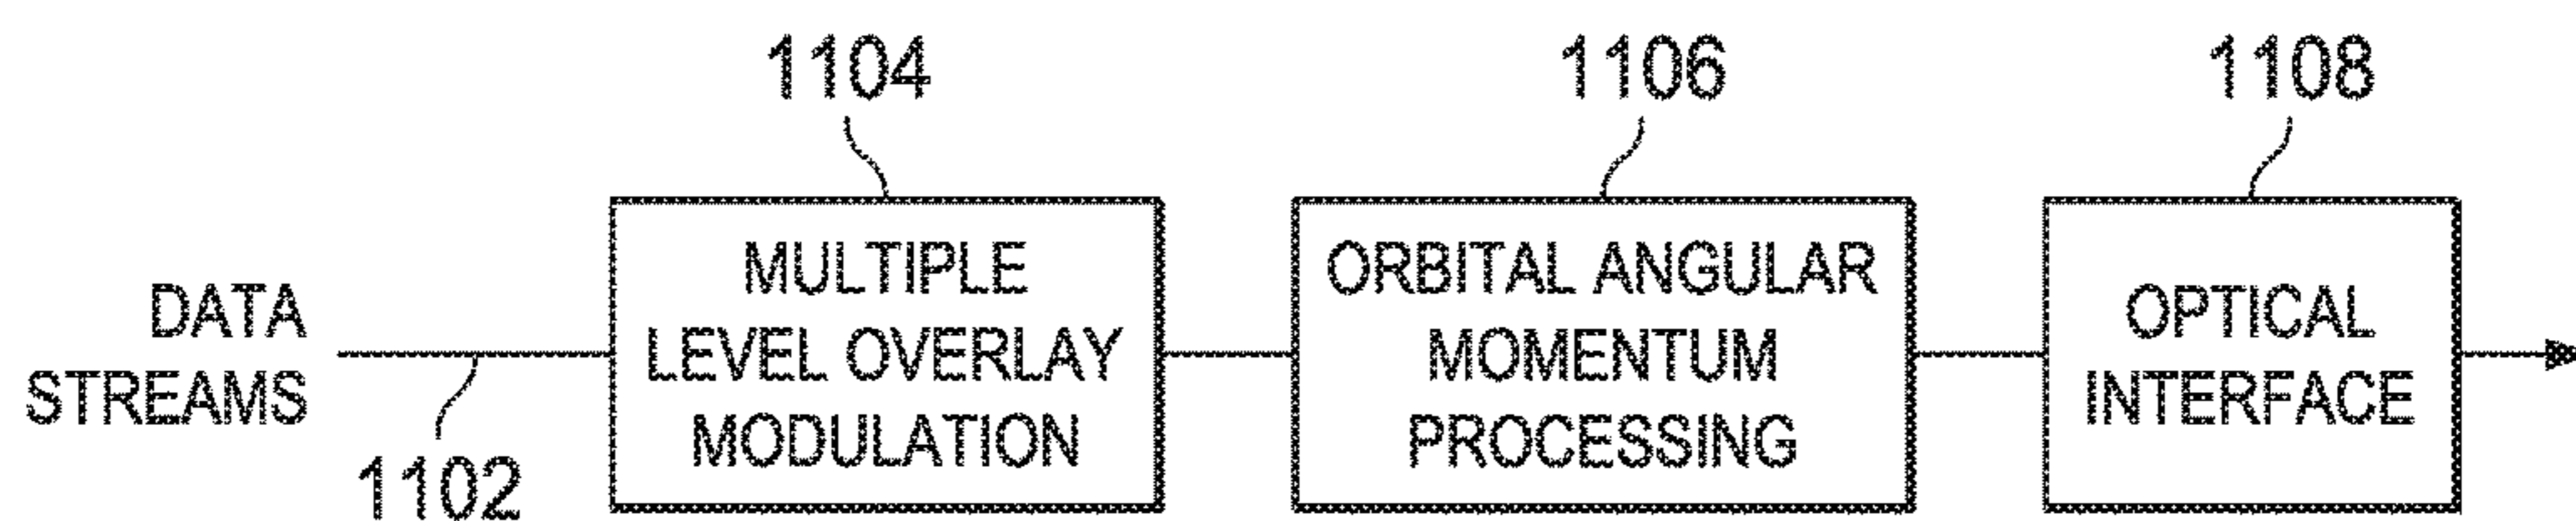 1104
1106
1108
DATA
STREAMS
1102
MULTIPLE
LEVEL OVERLAY
MODULATION
ORBITAL ANGULAR
MOMENTUM
PROCESSING
OPTICAL
INTERFACE